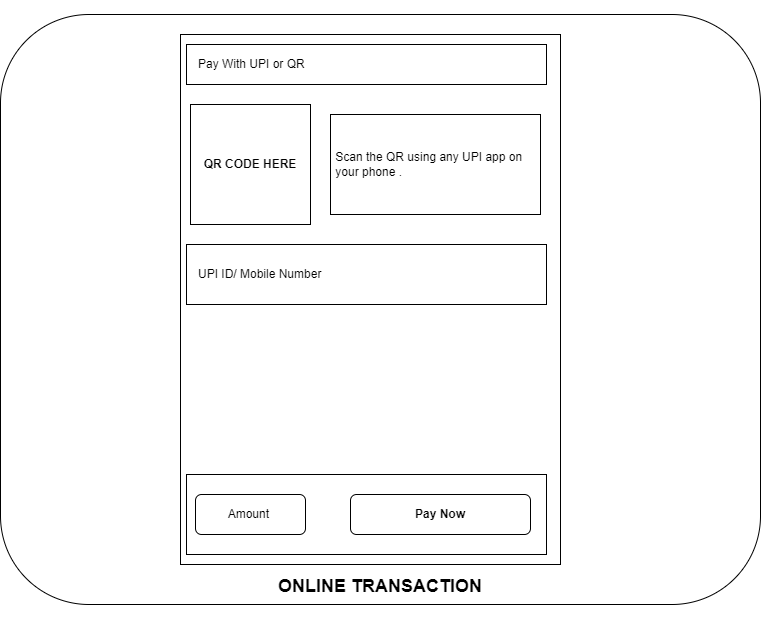 Pay With UPI or QR
QR CODE HERE
Scan the QR using any UPI app on
your phone .
UPI ID/ Mobile Number
Amount
Pay Now
ONLINE TRANSACTION